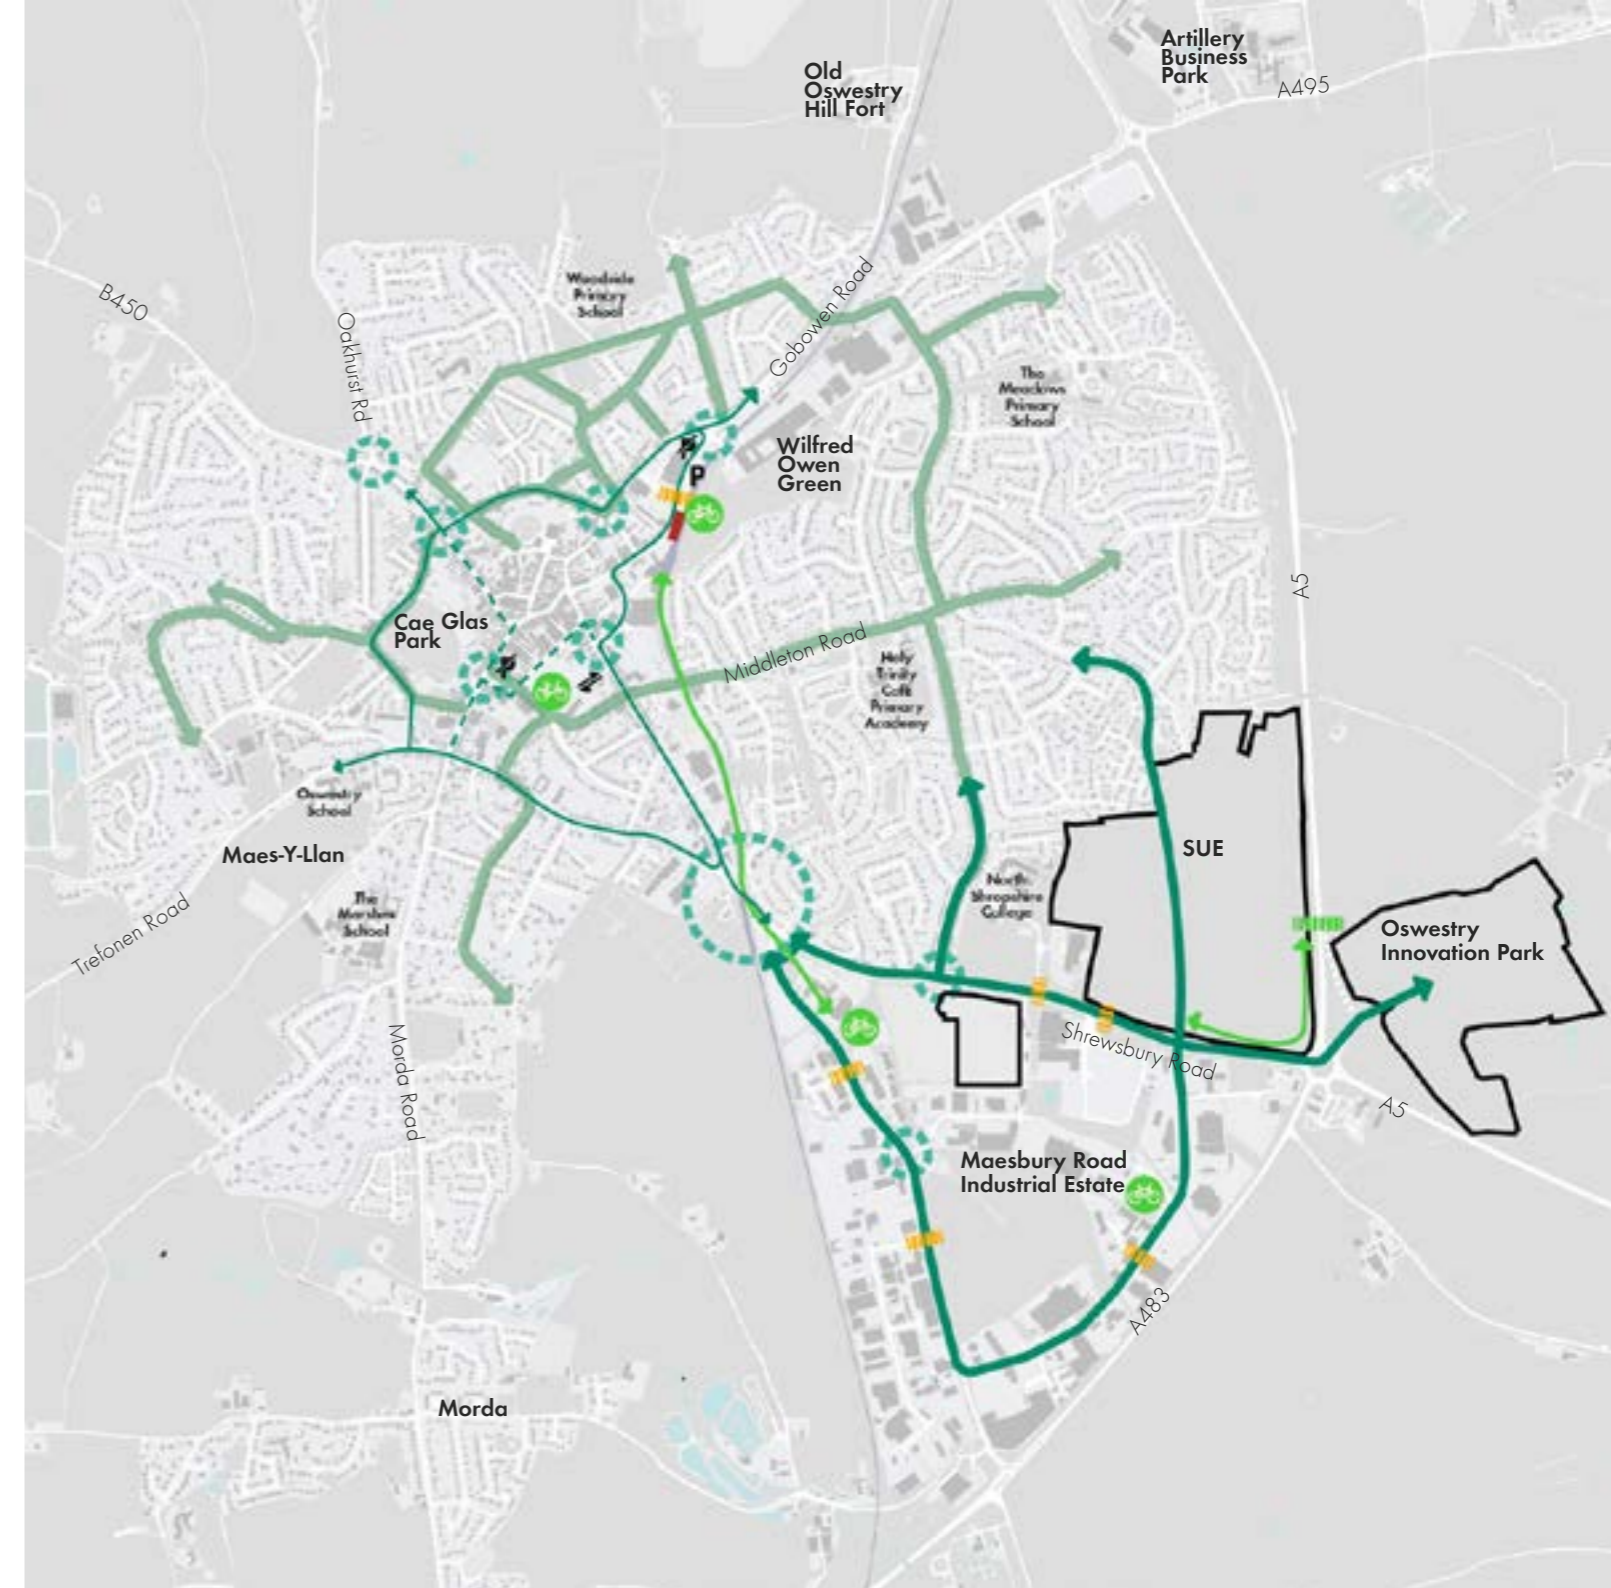 Artillery
Business
Park
Old
Oswestry
Hill Fort
A495
B450
Oakhurst Rd
Woodside
Primary
School
Gobowen Road
The
Meadows
Primary
School
Wilfred
Owen
Green
P
A5
Cae Glas
Park
Middleton Road
Holy
Trinity
CofE
Primary
Academy
Oswestry
School
Maes-Y-Llan
SUE
The
Marches
School
North
Shropshire
College
Trefonen Road
Oswestry
Innovation Park
Shrewsbury Road
Morda Road
A5
Maesbury Road
Industrial Estate
A483
Morda